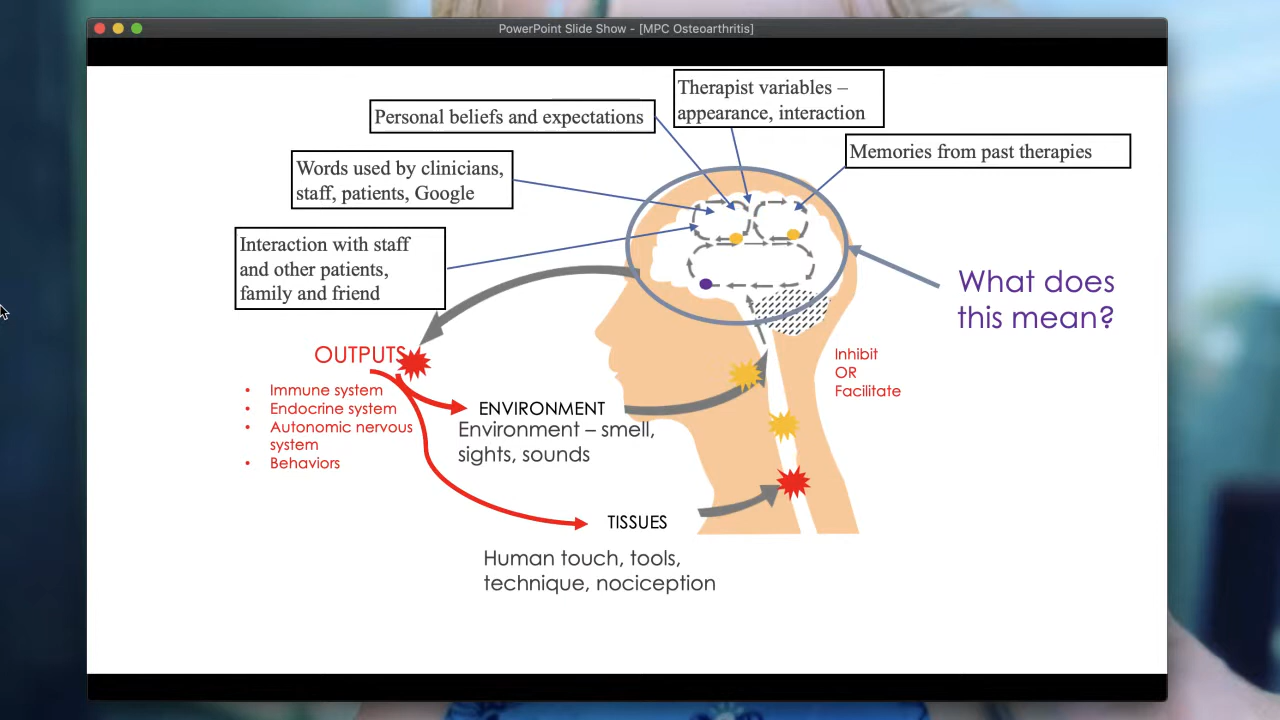 PowerPoint Slide Show - [MPC Osteoarthritis]
Therapist variables –
appearance, interaction
Personal beliefs and expectations
Memories from past therapies
Words used by clinicians,
staff, patients, Google
Interaction with staff
and other patients,
family and friend
What does
this mean?
OUTPUTS
• Immune system
• Endocrine system
• Autonomic nervous
system
• Behaviors
Inhibit
OR
Facilitate
ENVIRONMENT
Environment – smell,
sights, sounds
TISSUES
Human touch, tools,
technique, nociception